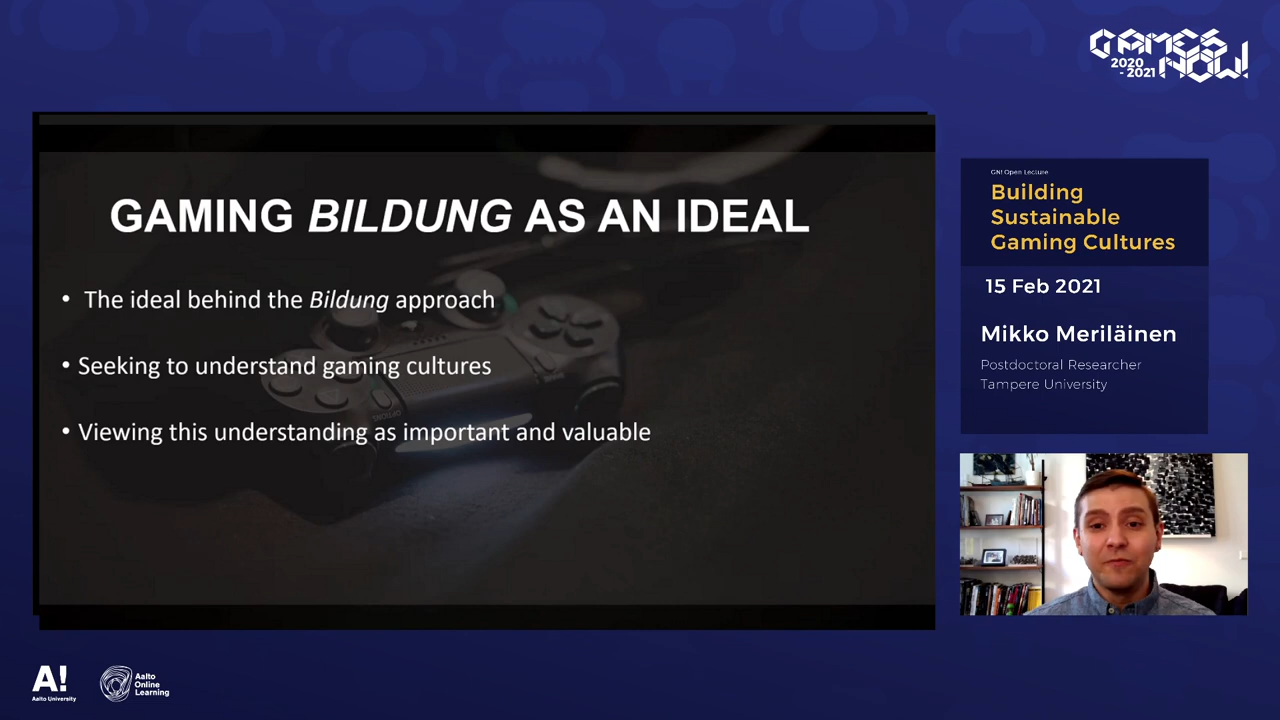 GAMES
2020
- 2021
NOW!
GAMING BILDUNG AS AN IDEAL
• The ideal behind the Bildung approach
• Seeking to understand gaming cultures
• Viewing this understanding as important and valuable
GN! Open Lecture
Building
Sustainable
Gaming Cultures
15 Feb 2021
Mikko Meriläinen
Postdoctoral Researcher
Tampere University
A!
Aalto University
Aalto
Online
Learning
OPTIONS